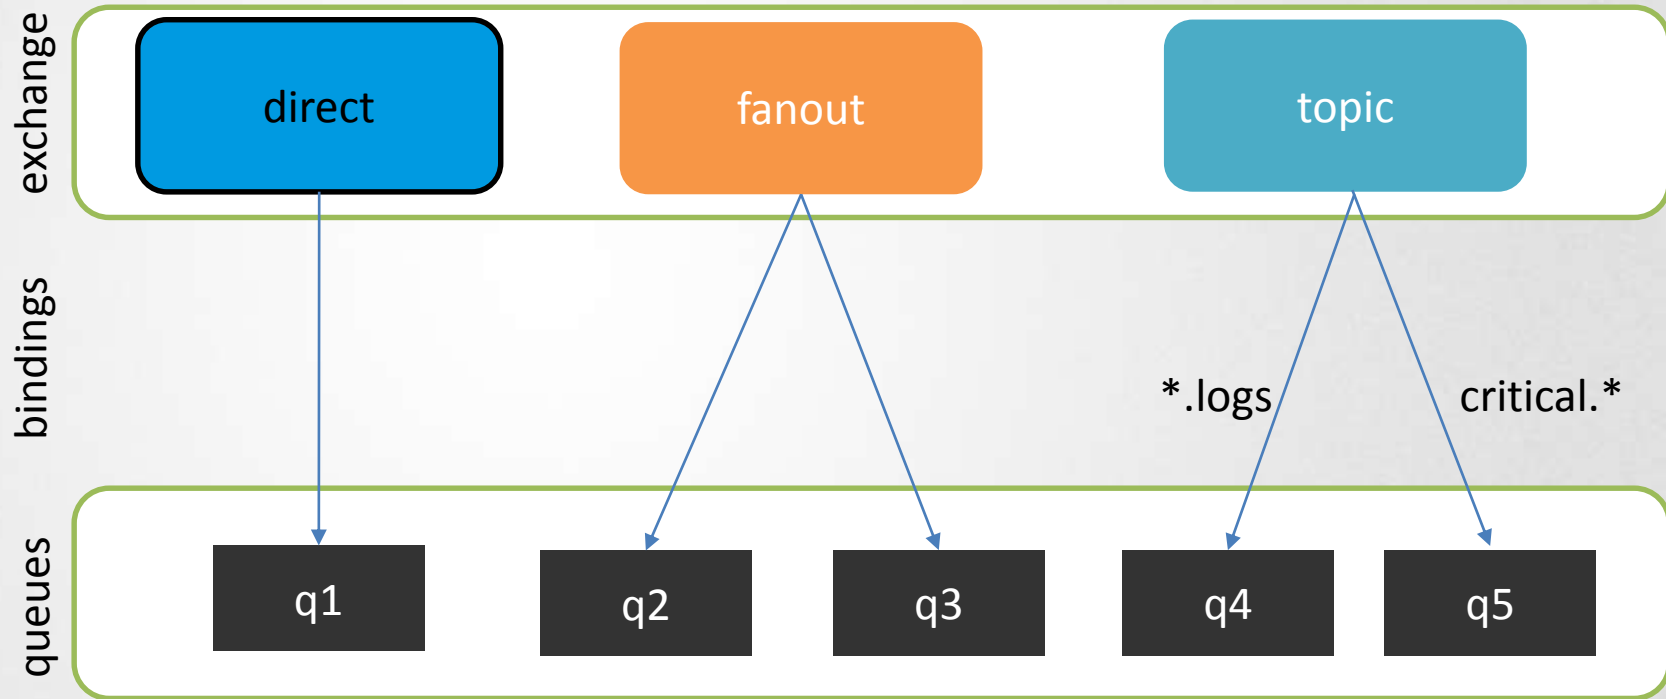 exchange
direct
fanout
topic
bindings
*.logs
critical.*
queues
q1
q2
q3
q4
q5